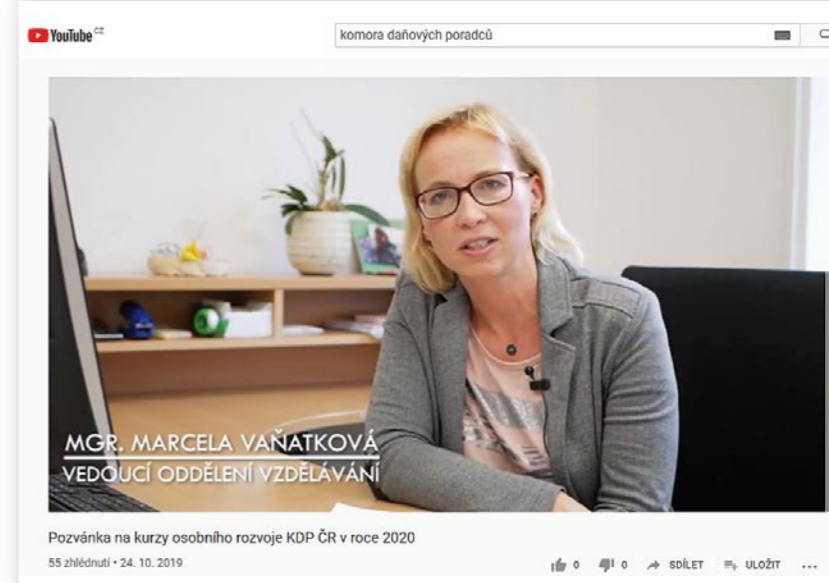 YouTube CZ
komora daňových poradců
MGR. MARCELA VAŇATKOVÁ
VEDOUCÍ ODDĚLENÍ VZDĚLÁVÁNÍ
Pozvánka na kurzy osobního rozvoje KDP ČR v roce 2020
55 zhlédnutí • 24. 10. 2019
0 0 SDÍLET ULOŽIT ...